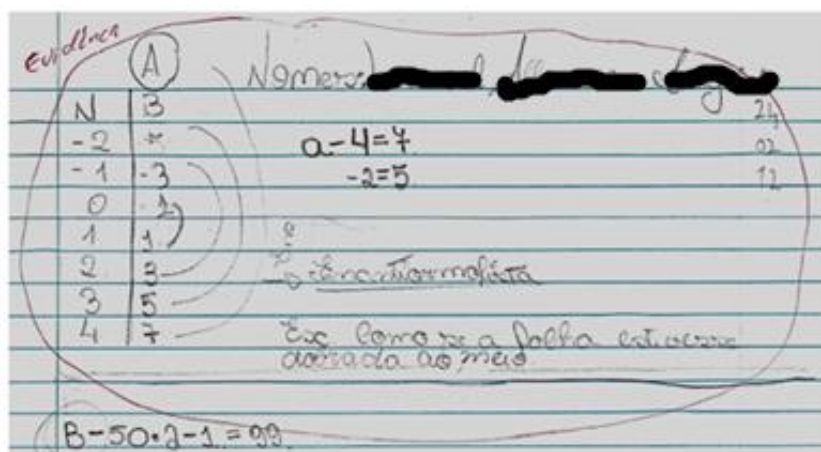 Evidência
A
Nomes:
N B
24
-2
a-4=7
02
-1 -3
-2=5
12
0 -1
1 1
2 3
3 5
Ex: Como se a folha estivesse
4 7
dobrada ao meio
B-50•2-1=99